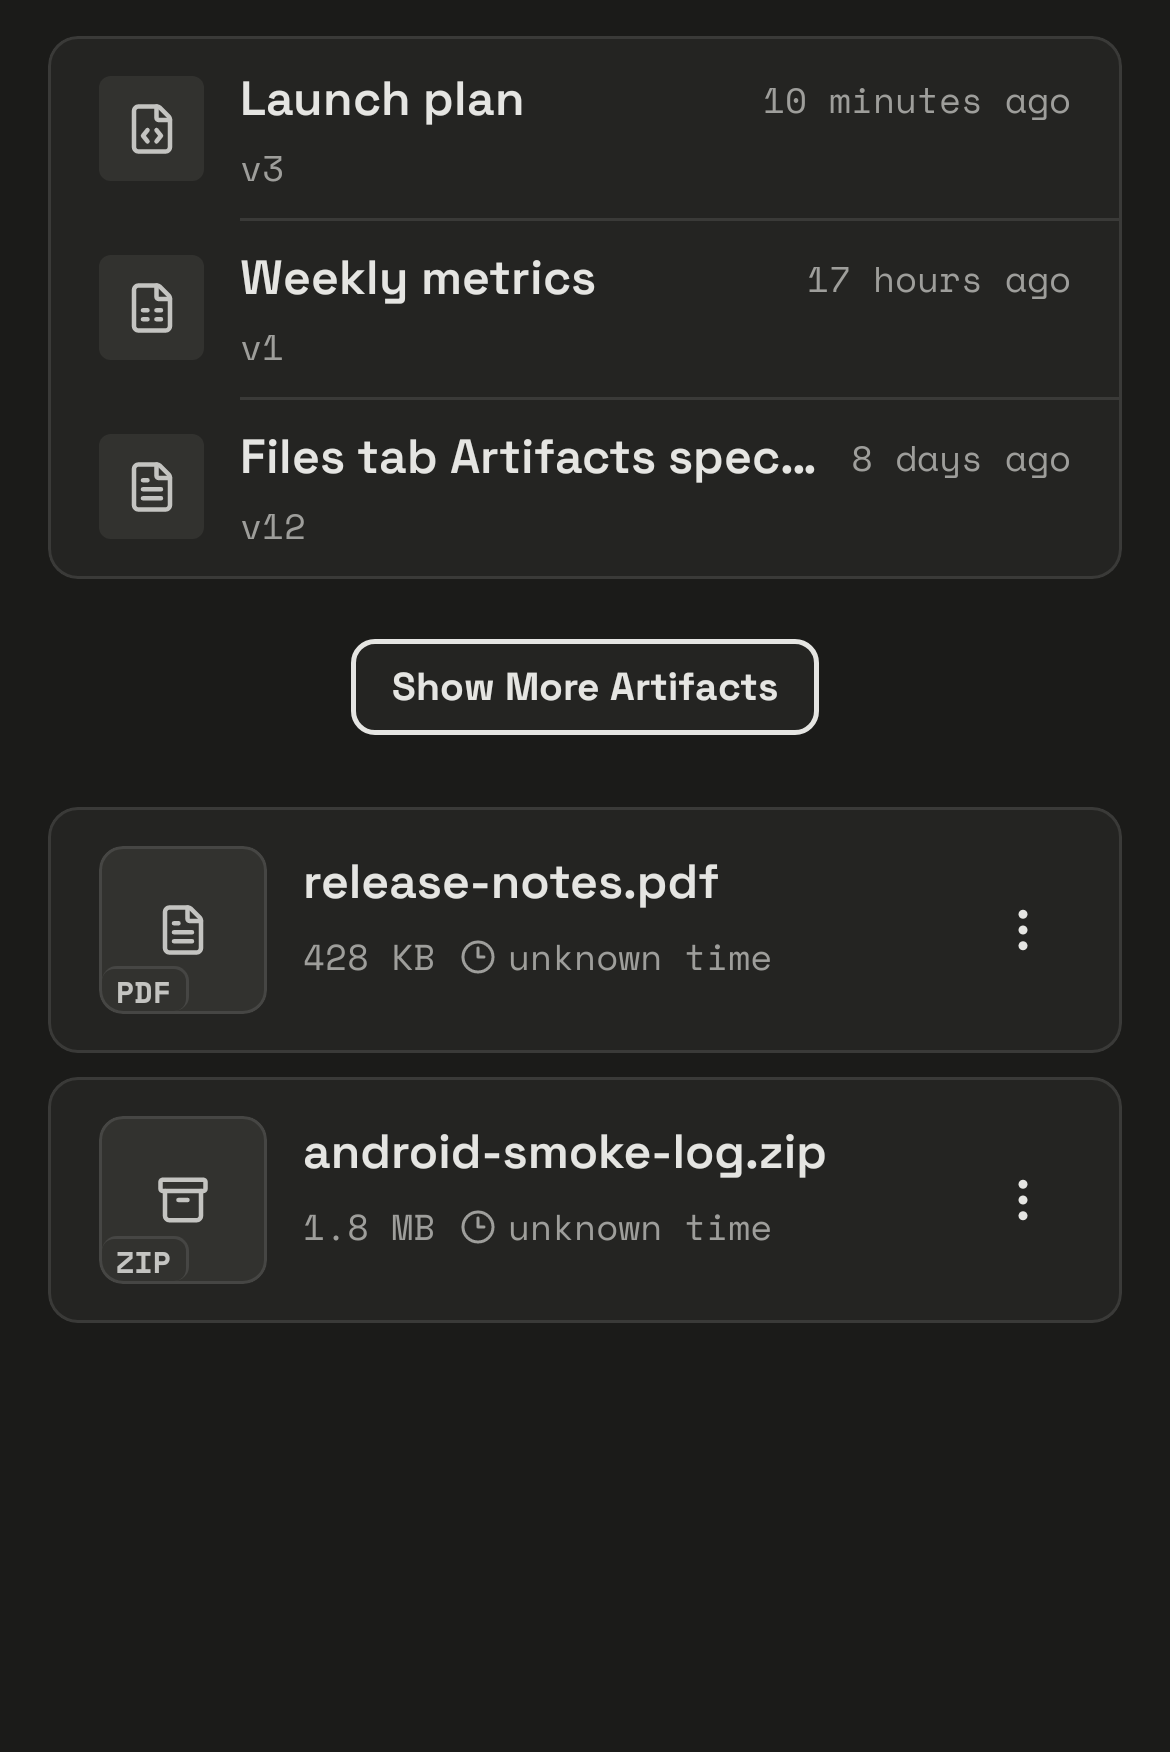 Launch plan 10 minutes ago
v3
Weekly metrics 17 hours ago
v1
Files tab Artifacts spec... 8 days ago
v12
Show More Artifacts
release-notes.pdf
428 KB unknown time
PDF
android-smoke-log.zip
1.8 MB unknown time
ZIP